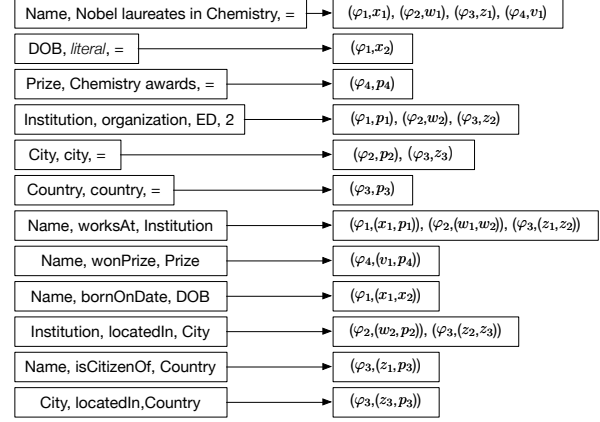 Name, Nobel laureates in Chemistry, = (φ₁,x₁), (φ₂,w₁), (φ₃,z₁), (φ₄,v₁)
DOB, literal, = (φ₁,x₂)
Prize, Chemistry awards, = (φ₄,p₄)
Institution, organization, ED, 2 (φ₁,p₁), (φ₂,w₂), (φ₃,z₂)
City, city, = (φ₂,p₂), (φ₃,z₃)
Country, country, = (φ₃,p₃)
Name, worksAt, Institution (φ₁,(x₁,p₁)), (φ₂,(w₁,w₂)), (φ₃,(z₁,z₂))
Name, wonPrize, Prize (φ₄,(v₁,p₄))
Name, bornOnDate, DOB (φ₁,(x₁,x₂))
Institution, locatedIn, City (φ₂,(w₂,p₂)), (φ₃,(z₂,z₃))
Name, isCitizenOf, Country (φ₃,(z₁,p₃))
City, locatedIn,Country (φ₃,(z₃,p₃))